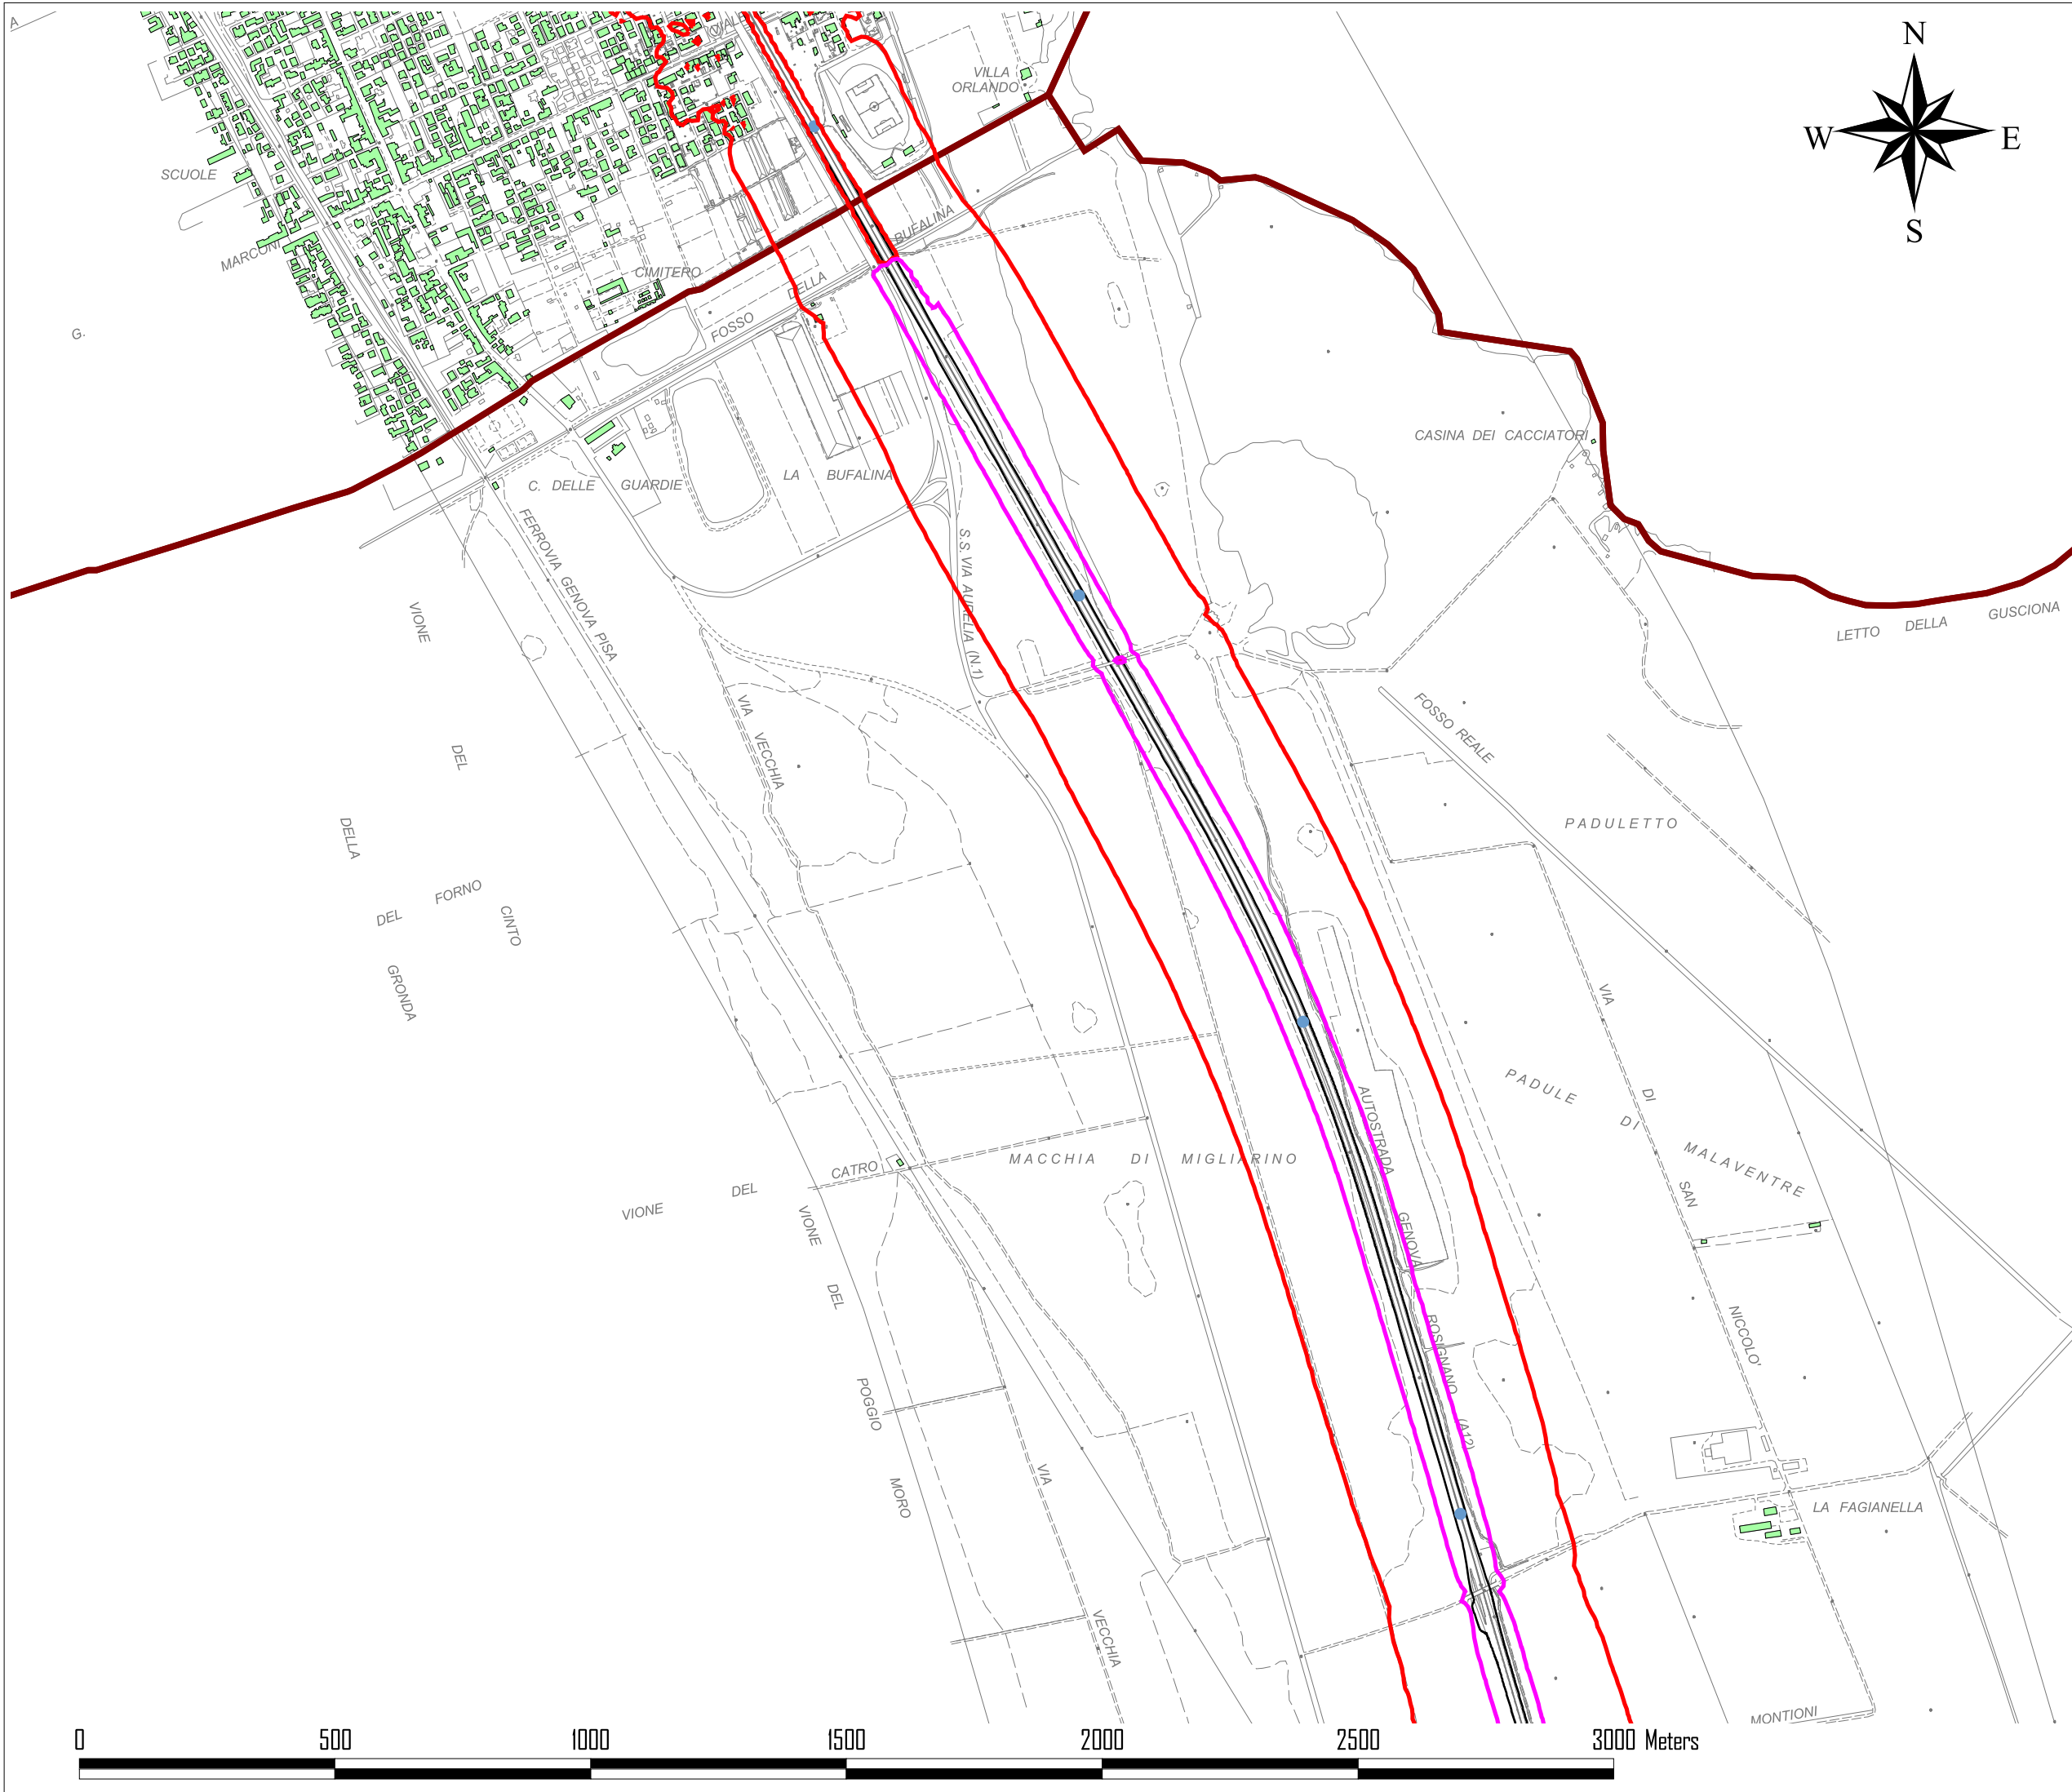 A
VIALE
N
W E
S
VILLA
ORLANDO
SCUOLE
MARCONI
G.
CIMITERO
FOSSO DELLA BUFALINA
CASINA DEI CACCIATORI
LA BUFALINA
C. DELLE GUARDIE
FERROVIA GENOVA PISA
S.S. VIA AURELIA (N.1)
LETTO DELLA GUSCIONA
VIONE
DEL
CINTO
VIA VECCHIA
FOSSO REALE
PADULETTO
DELLA
GRONDA
DEL FORNO
VIA DI SAN NICCOLO'
PADULE DI MALAVENTRE
AUTOSTRADA GENOVA ROSIGNANO (A12)
MACCHIA DI MIGLIARINO
VIONE DEL CATRO
VIONE DEL POGGIO MORO
VIA VECCHIA
LA FAGIANELLA
MONTIONI
0 500 1000 1500 2000 2500 3000 Meters